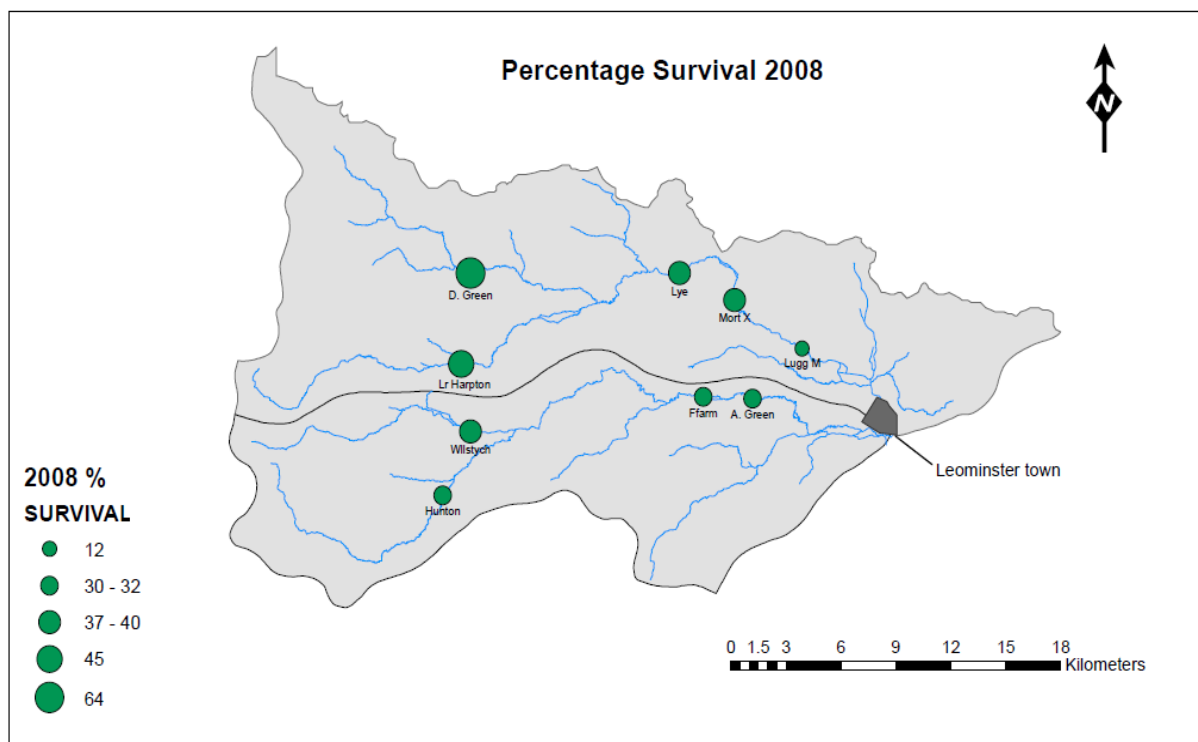 Percentage Survival 2008
N
D. Green
Lye
Mort X
Lugg M
Lr Harpton
Ffarm
A. Green
Wllstych
Hunton
Leominster town
2008 %
SURVIVAL
12
30 - 32
37 - 40
45
64
0 1.5 3 6 9 12 15 18
Kilometers